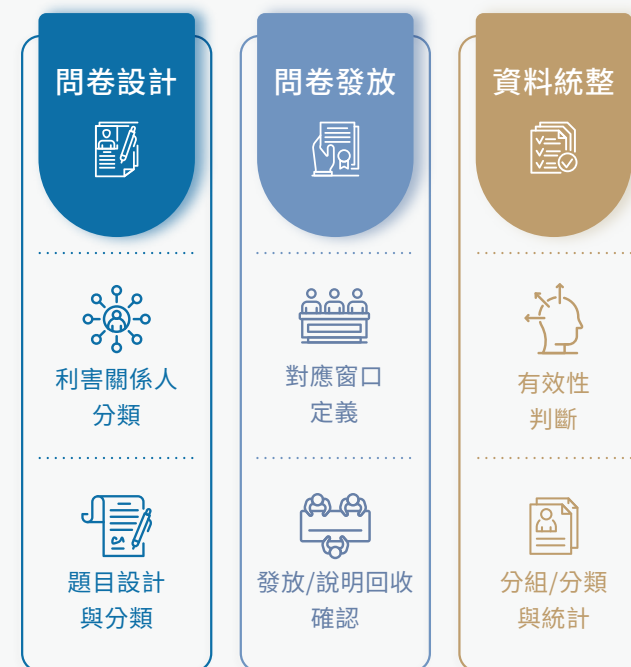 問卷設計
利害關係人
分類
題目設計
與分類
問卷發放
對應窗口
定義
發放/說明回收
確認
資料統整
有效性
判斷
分組/分類
與統計